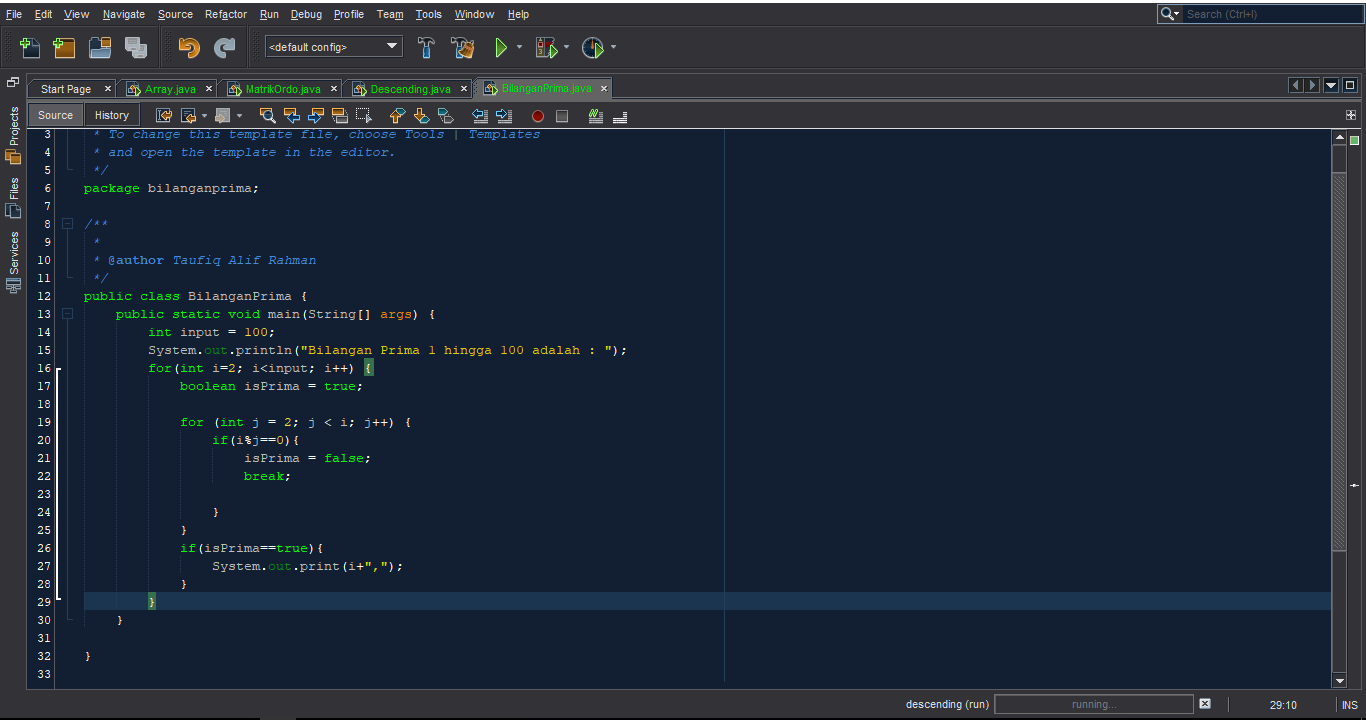 File Edit View Navigate Source Refactor Run Debug Profile Team Tools Window Help
Search (Ctrl+I)
<default config>
Start Page Array.java MatrikOrdo.java Descending.java BilanganPrima.java
Source History
Projects
Files
Services
3 * To change this template file, choose Tools | Templates
4 * and open the template in the editor.
5 */
6 package bilanganprima;
7
8 /**
9 *
10 * @author Taufiq Alif Rahman
11 */
12 public class BilanganPrima {
13 public static void main(String[] args) {
14 int input = 100;
15 System.out.println("Bilangan Prima 1 hingga 100 adalah : ");
16 for(int i=2; i<input; i++) {
17 boolean isPrima = true;
18
19 for (int j = 2; j < i; j++) {
20 if(i%j==0){
21 isPrima = false;
22 break;
23
24 }
25 }
26 if(isPrima==true){
27 System.out.print(i+",");
28 }
29 }
30 }
31
32 }
33
descending (run) running... 29:10 INS